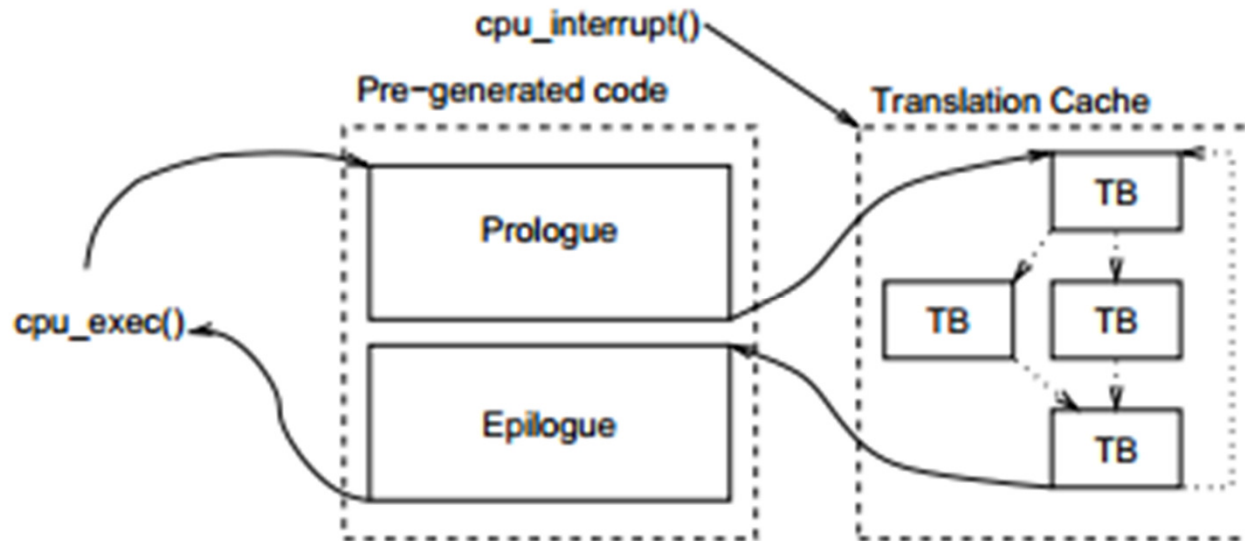 cpu_interrupt()
Pre-generated code
Translation Cache
Prologue
TB
TB
TB
cpu_exec()
Epilogue
TB